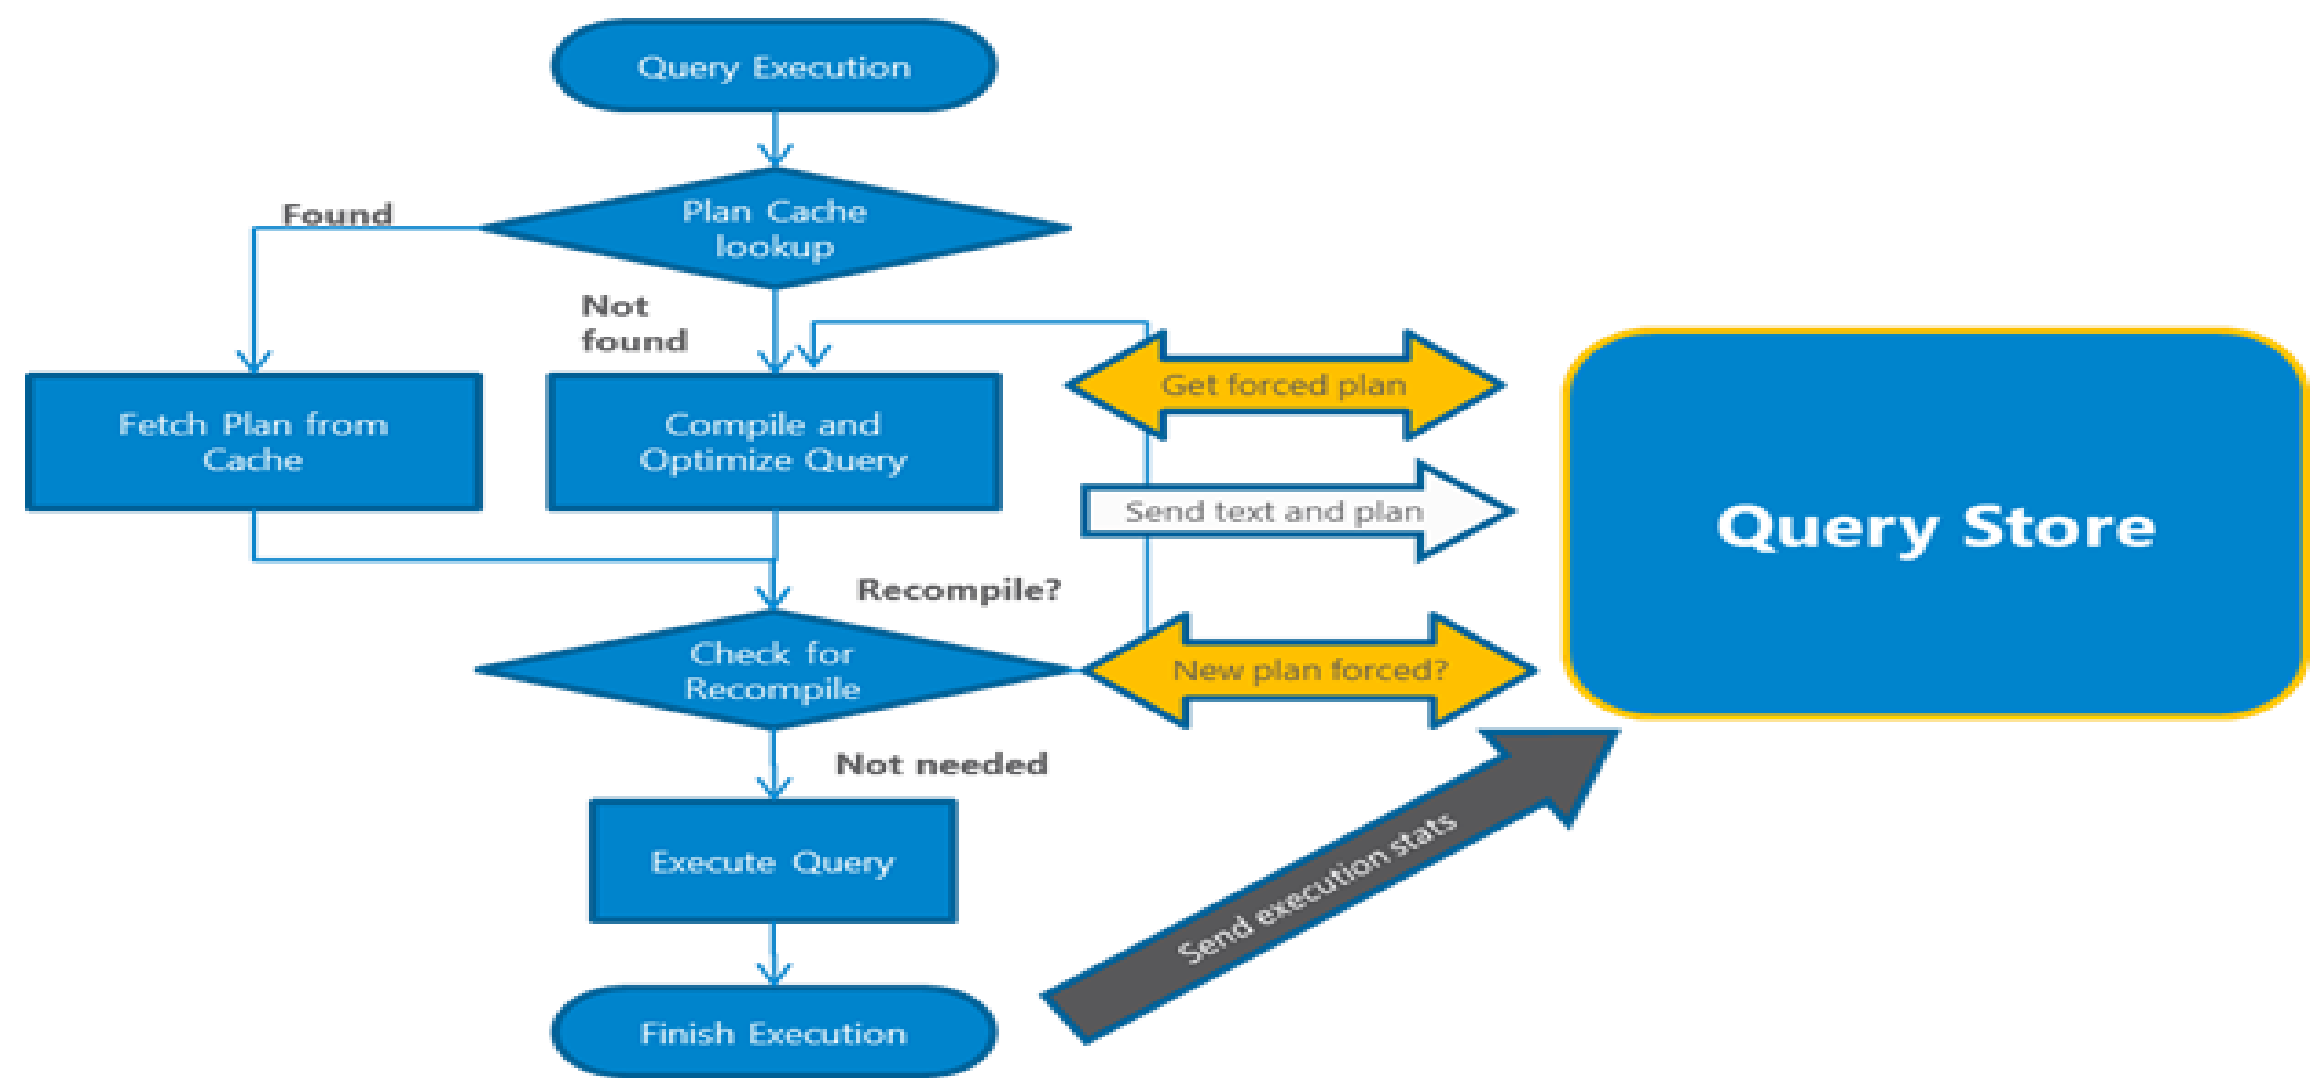 Query Execution
Plan Cache
lookup
Found
Not
found
Fetch Plan from
Cache
Compile and
Optimize Query
Get forced plan
Send text and plan
Query Store
Recompile?
Check for
Recompile
New plan forced?
Not needed
Execute Query
Send execution stats
Finish Execution